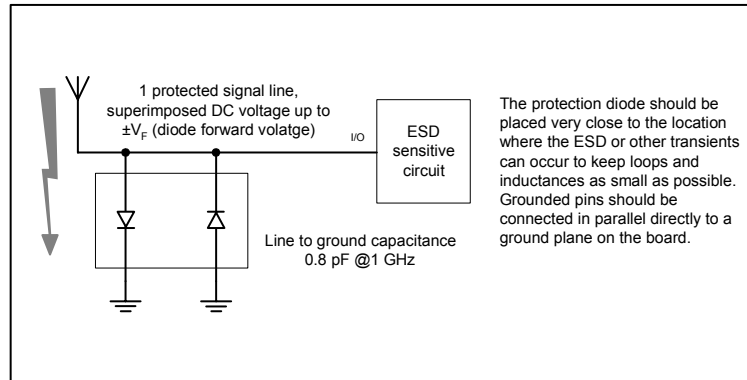 1 protected signal line,
superimposed DC voltage up to
±V_F (diode forward volatge)
I/O
ESD
sensitive
circuit
Line to ground capacitance
0.8 pF @1 GHz
The protection diode should be
placed very close to the location
where the ESD or other transients
can occur to keep loops and
inductances as small as possible.
Grounded pins should be
connected in parallel directly to a
ground plane on the board.